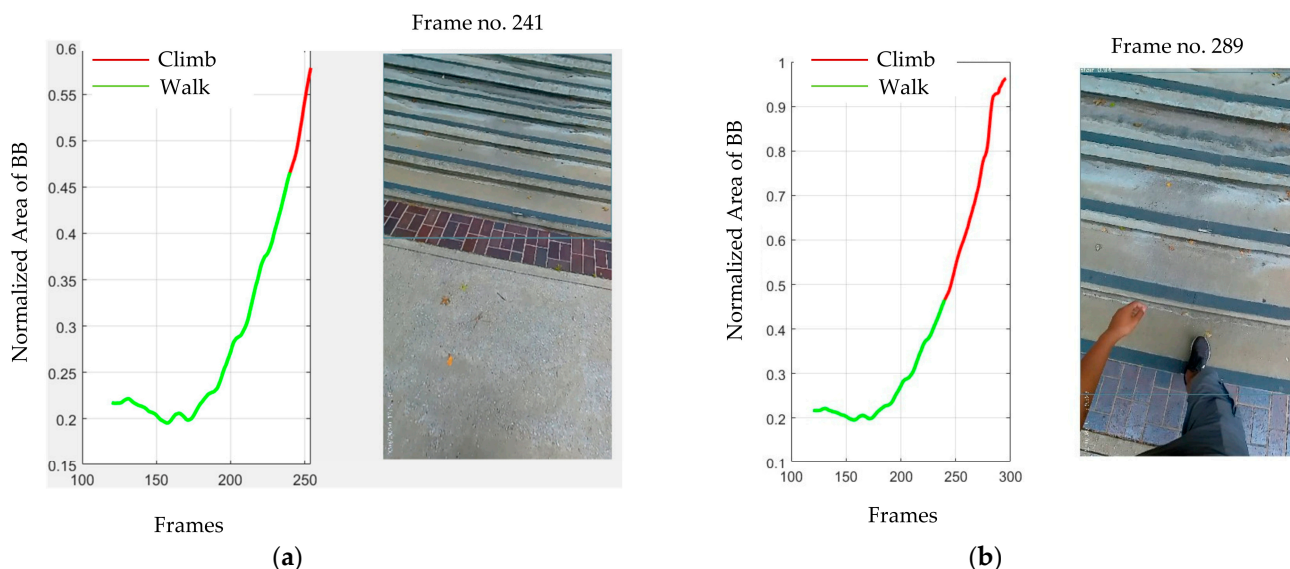 Frame no. 241
Climb
Walk
Normalized Area of BB
0.6
0.55
0.5
0.45
0.4
0.35
0.3
0.25
0.2
0.15
100
150
200
250
Frames
(a)
Frame no. 289
Climb
Walk
Normalized Area of BB
1
0.9
0.8
0.7
0.6
0.5
0.4
0.3
0.2
0.1
100
150
200
250
300
Frames
(b)